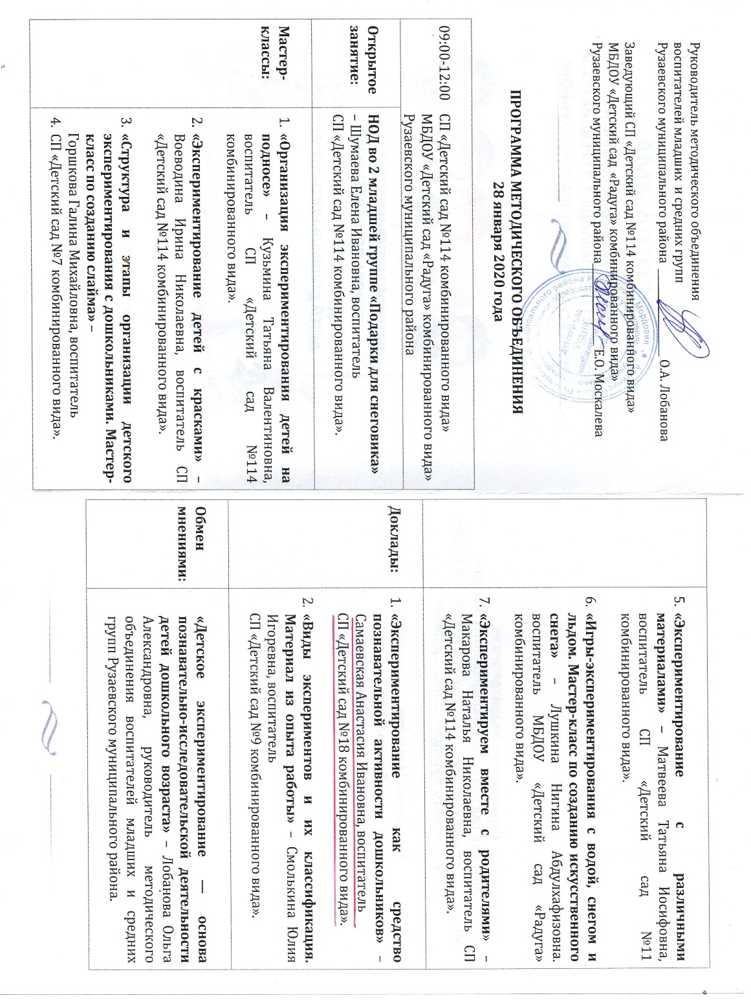 Руководитель методического объединения
воспитателей младших и средних групп
Рузаевского муниципального района О.А. Лобанова
Заведующий СП «Детский сад №114 комбинированного вида»
МБДОУ «Детский сад «Радуга» комбинированного вида»
Рузаевского муниципального района Е.О. Москалева
ПРОГРАММА МЕТОДИЧЕСКОГО ОБЪЕДИНЕНИЯ
28 января 2020 года
09:00-12:00 СП «Детский сад №114 комбинированного вида»
МБДОУ «Детский сад «Радуга» комбинированного вида»
Рузаевского муниципального района
Открытое занятие:
НОД во 2 младшей группе «Подарки для снеговика»
– Шумаева Елена Ивановна, воспитатель
СП «Детский сад №114 комбинированного вида».
Мастер-
классы:
1. «Организация экспериментирования детей на
подносе» – Кузьмина Татьяна Валентиновна,
воспитатель СП «Детский сад №114
комбинированного вида».
2. «Экспериментирование детей с красками» –
Воеводина Ирина Николаевна, воспитатель СП
«Детский сад №114 комбинированного вида».
3. «Структура и этапы организации детского
экспериментирования с дошкольниками. Мастер-
класс по созданию слайма» –
Горшкова Галина Михайловна, воспитатель
4. СП «Детский сад №7 комбинированного вида».
5. «Экспериментирование с различными
материалами» – Матвеева Татьяна Иосифовна,
воспитатель СП «Детский сад №11
комбинированного вида».
6. «Игры-экспериментирования с водой, снегом и
льдом. Мастер-класс по созданию искусственного
снега» – Лушкина Нигина Абдулхафизовна.
воспитатель МБДОУ «Детский сад «Радуга»
комбинированного вида».
7. «Экспериментируем вместе с родителями» –
Макарова Наталья Николаевна, воспитатель СП
«Детский сад №114 комбинированного вида».
Доклады:
1. «Экспериментирование как средство
познавательной активности дошкольников» –
Самаевская Анастасия Ивановна, воспитатель
СП «Детский сад №18 комбинированного вида».
2. «Виды экспериментов и их классификация.
Материал из опыта работы» – Смолькина Юлия
Игоревна, воспитатель
СП «Детский сад №9 комбинированного вида».
Обмен
мнениями:
«Детское экспериментирование — основа
познавательно-исследовательской деятельности
детей дошкольного возраста» – Лобанова Ольга
Александровна, руководитель методического
объединения воспитателей младших и средних
групп Рузаевского муниципального района.